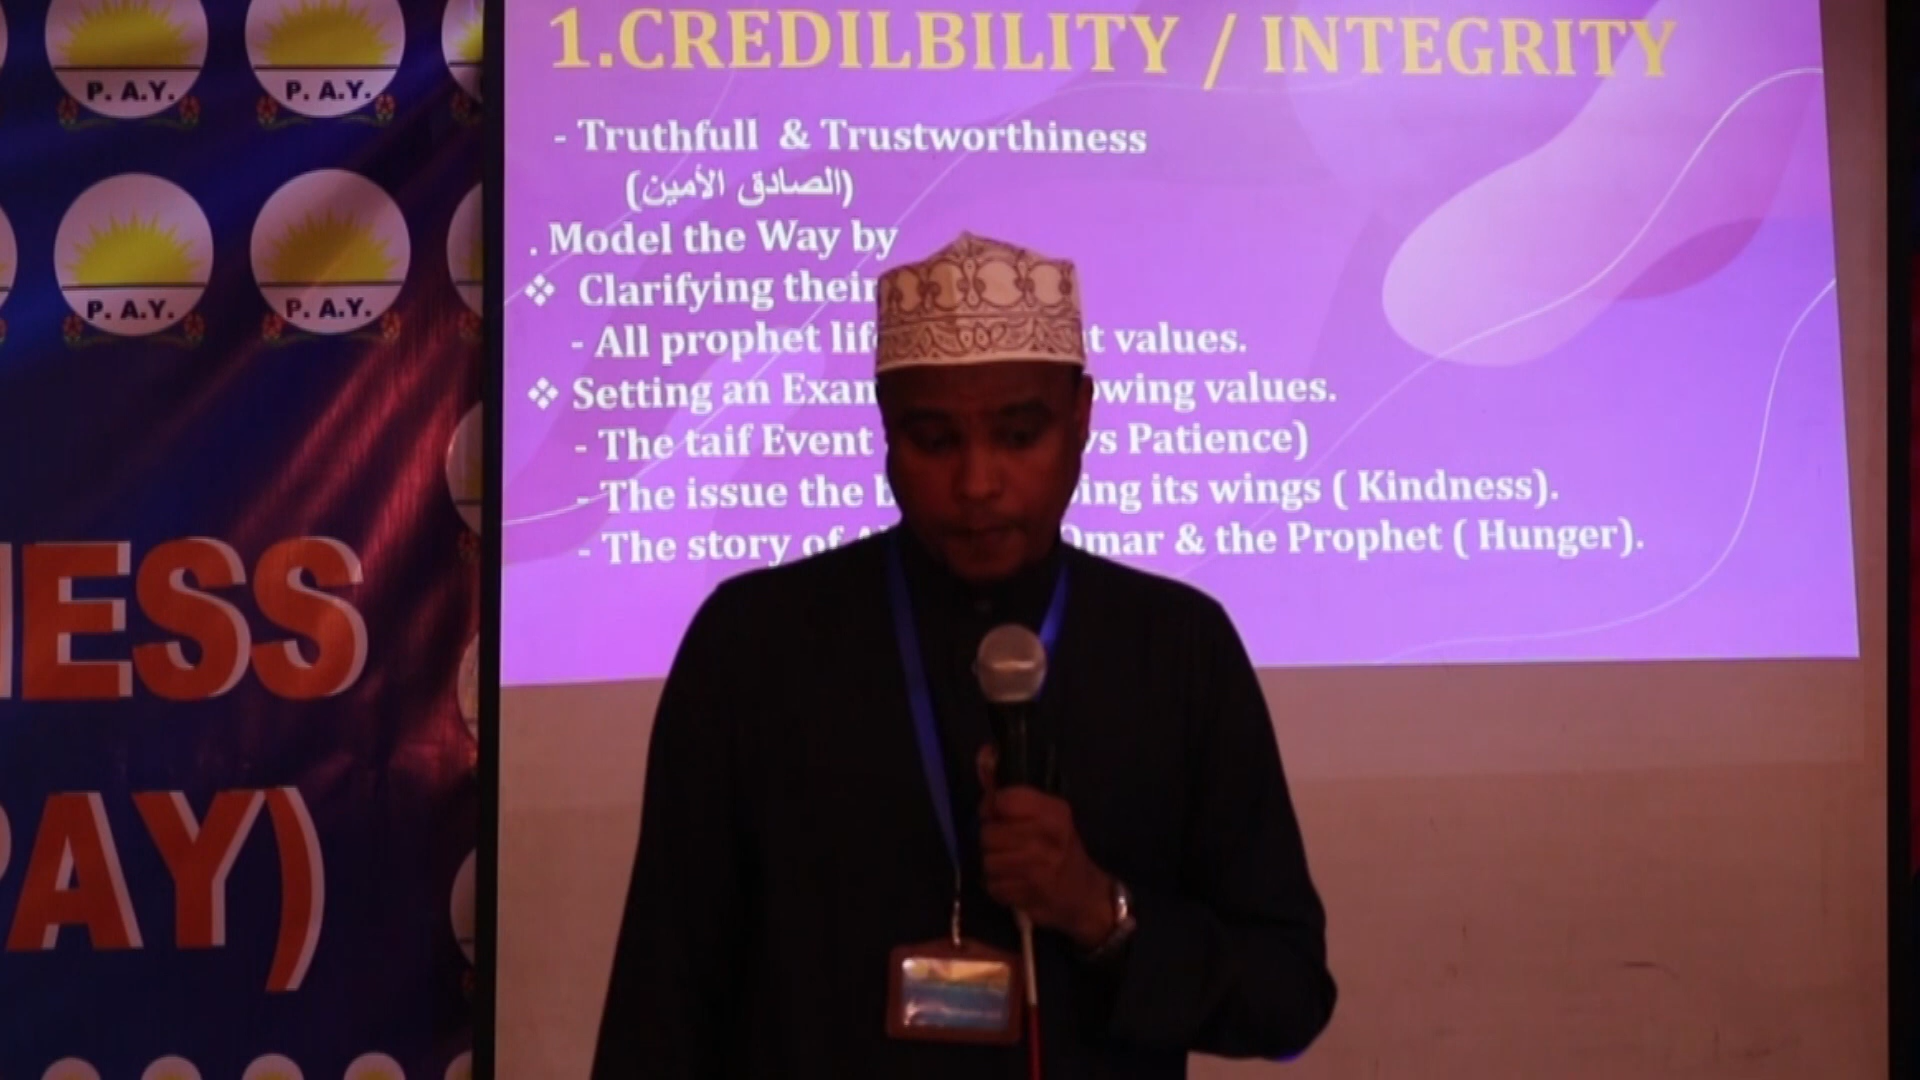 1.CREDILBILITY / INTEGRITY
- Truthfull & Trustworthiness
(الصادق الأمين)
. Model the Way by
❖ Clarifying their
- All prophet life t values.
❖ Setting an Exam owing values.
- The taif Event vs Patience)
- The issue the b ing its wings ( Kindness).
- The story of Omar & the Prophet ( Hunger).
P. A.Y. P. A.Y.
P. A.Y. P. A.Y.
NESS
PAY)